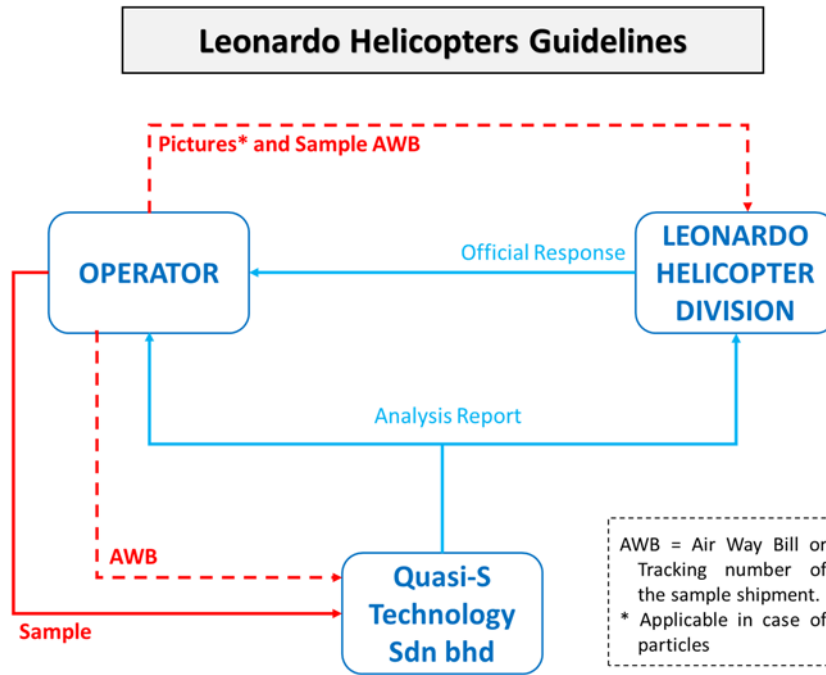 Leonardo Helicopters Guidelines
Pictures* and Sample AWB
OPERATOR
Official Response
LEONARDO
HELICOPTER
DIVISION
Analysis Report
AWB
Sample
Quasi-S
Technology
Sdn bhd
AWB = Air Way Bill or
Tracking number of
the sample shipment.
* Applicable in case of
particles